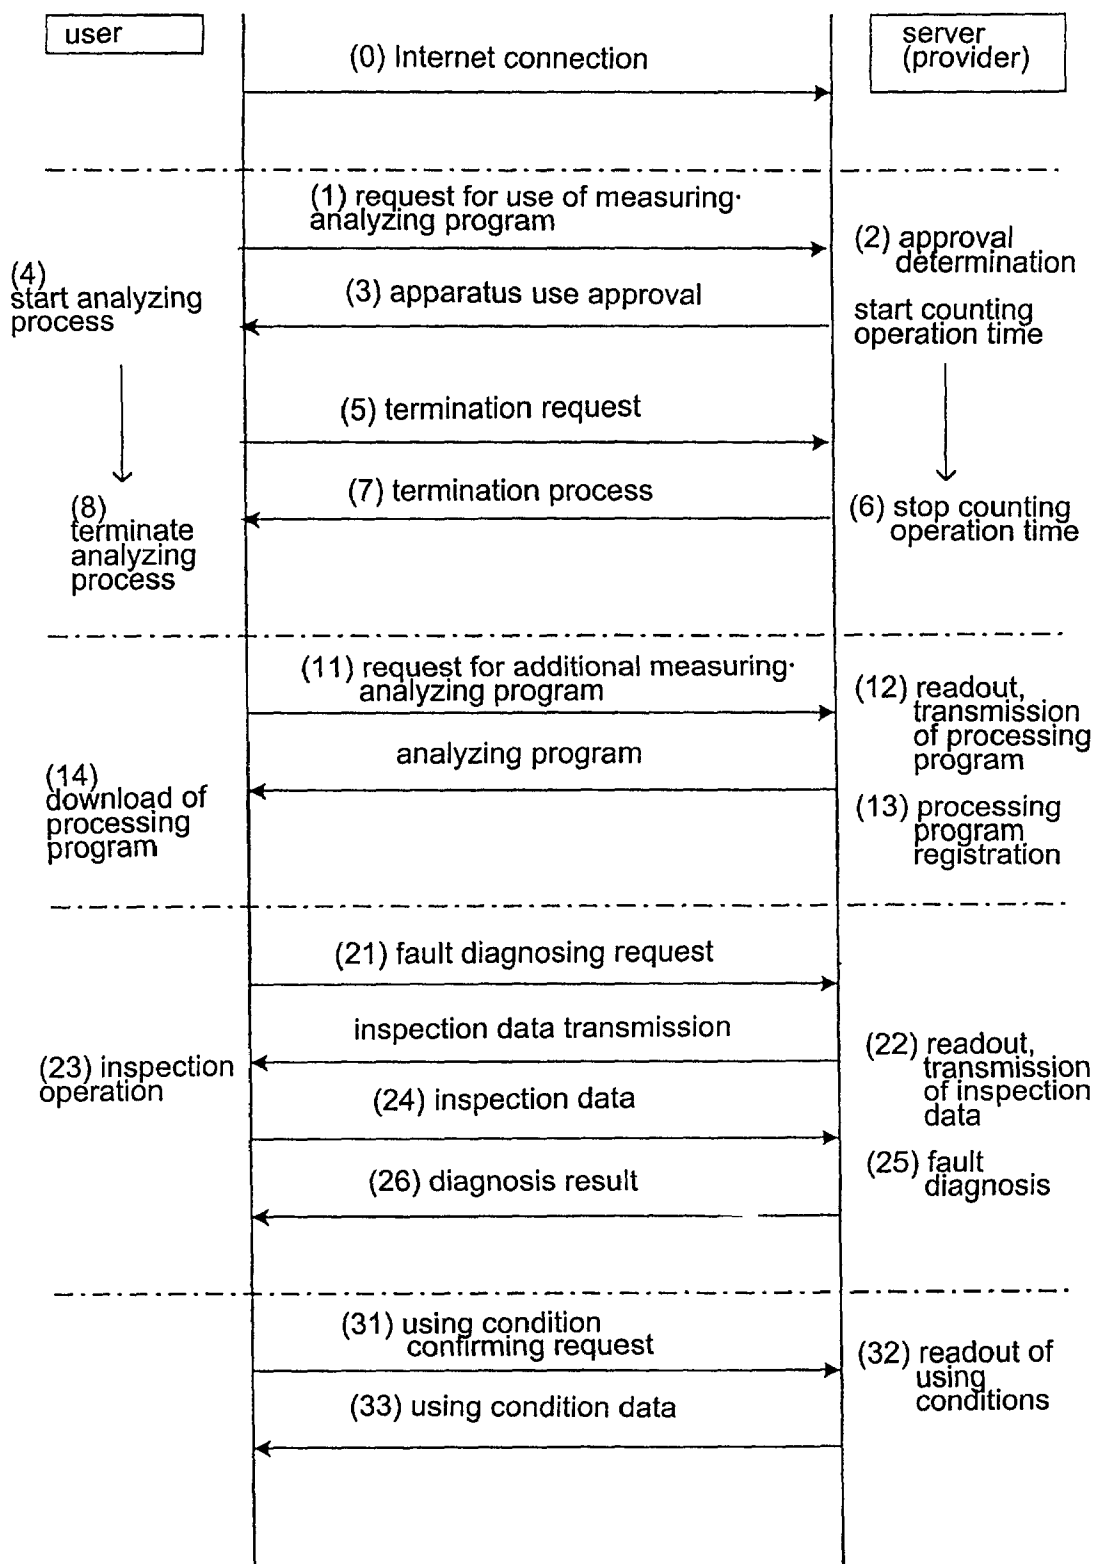 user
server
(provider)
(0) Internet connection
(1) request for use of measuring·
analyzing program
(2) approval
determination
(4)
start analyzing
process
(3) apparatus use approval
start counting
operation time
(5) termination request
(7) termination process
(8)
terminate
analyzing
process
(6) stop counting
operation time
(11) request for additional measuring·
analyzing program
(12) readout,
transmission
of processing
program
analyzing program
(14)
download of
processing
program
(13) processing
program
registration
(21) fault diagnosing request
inspection data transmission
(22) readout,
transmission
of inspection
data
(23) inspection
operation
(24) inspection data
(25) fault
diagnosis
(26) diagnosis result
(31) using condition
confirming request
(32) readout of
using
conditions
(33) using condition data